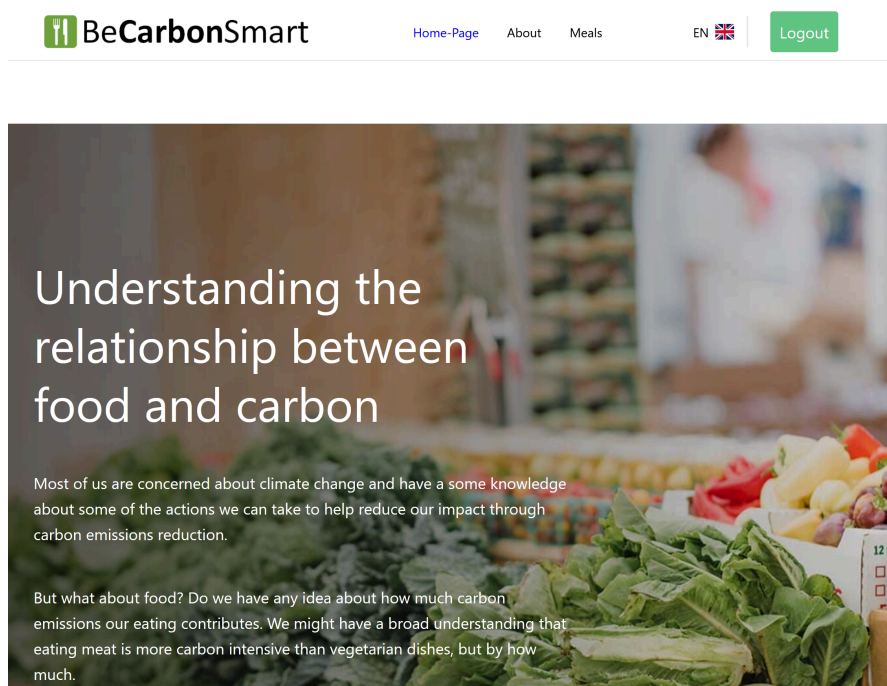 BeCarbonSmart
Home-Page
About
Meals
EN
Logout
Understanding the
relationship between
food and carbon
Most of us are concerned about climate change and have a some knowledge
about some of the actions we can take to help reduce our impact through
carbon emissions reduction.
But what about food? Do we have any idea about how much carbon
emissions our eating contributes. We might have a broad understanding that
eating meat is more carbon intensive than vegetarian dishes, but by how
much.
12